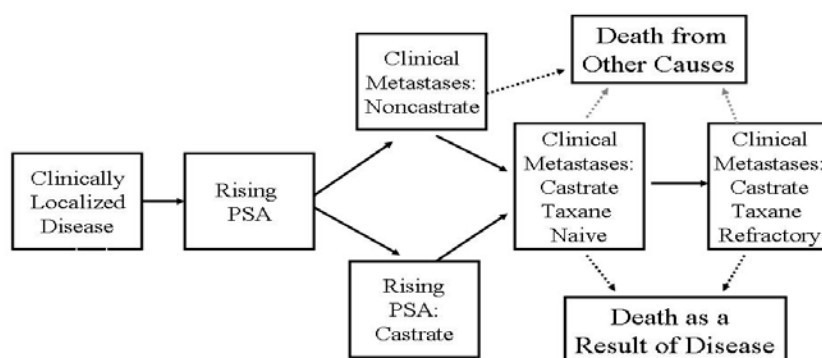 Clinically
Localized
Disease
Rising
PSA
Clinical
Metastases:
Noncastrate
Rising
PSA:
Castrate
Death from
Other Causes
Clinical
Metastases:
Castrate
Taxane
Naive
Clinical
Metastases:
Castrate
Taxane
Refractory
Death as a
Result of Disease